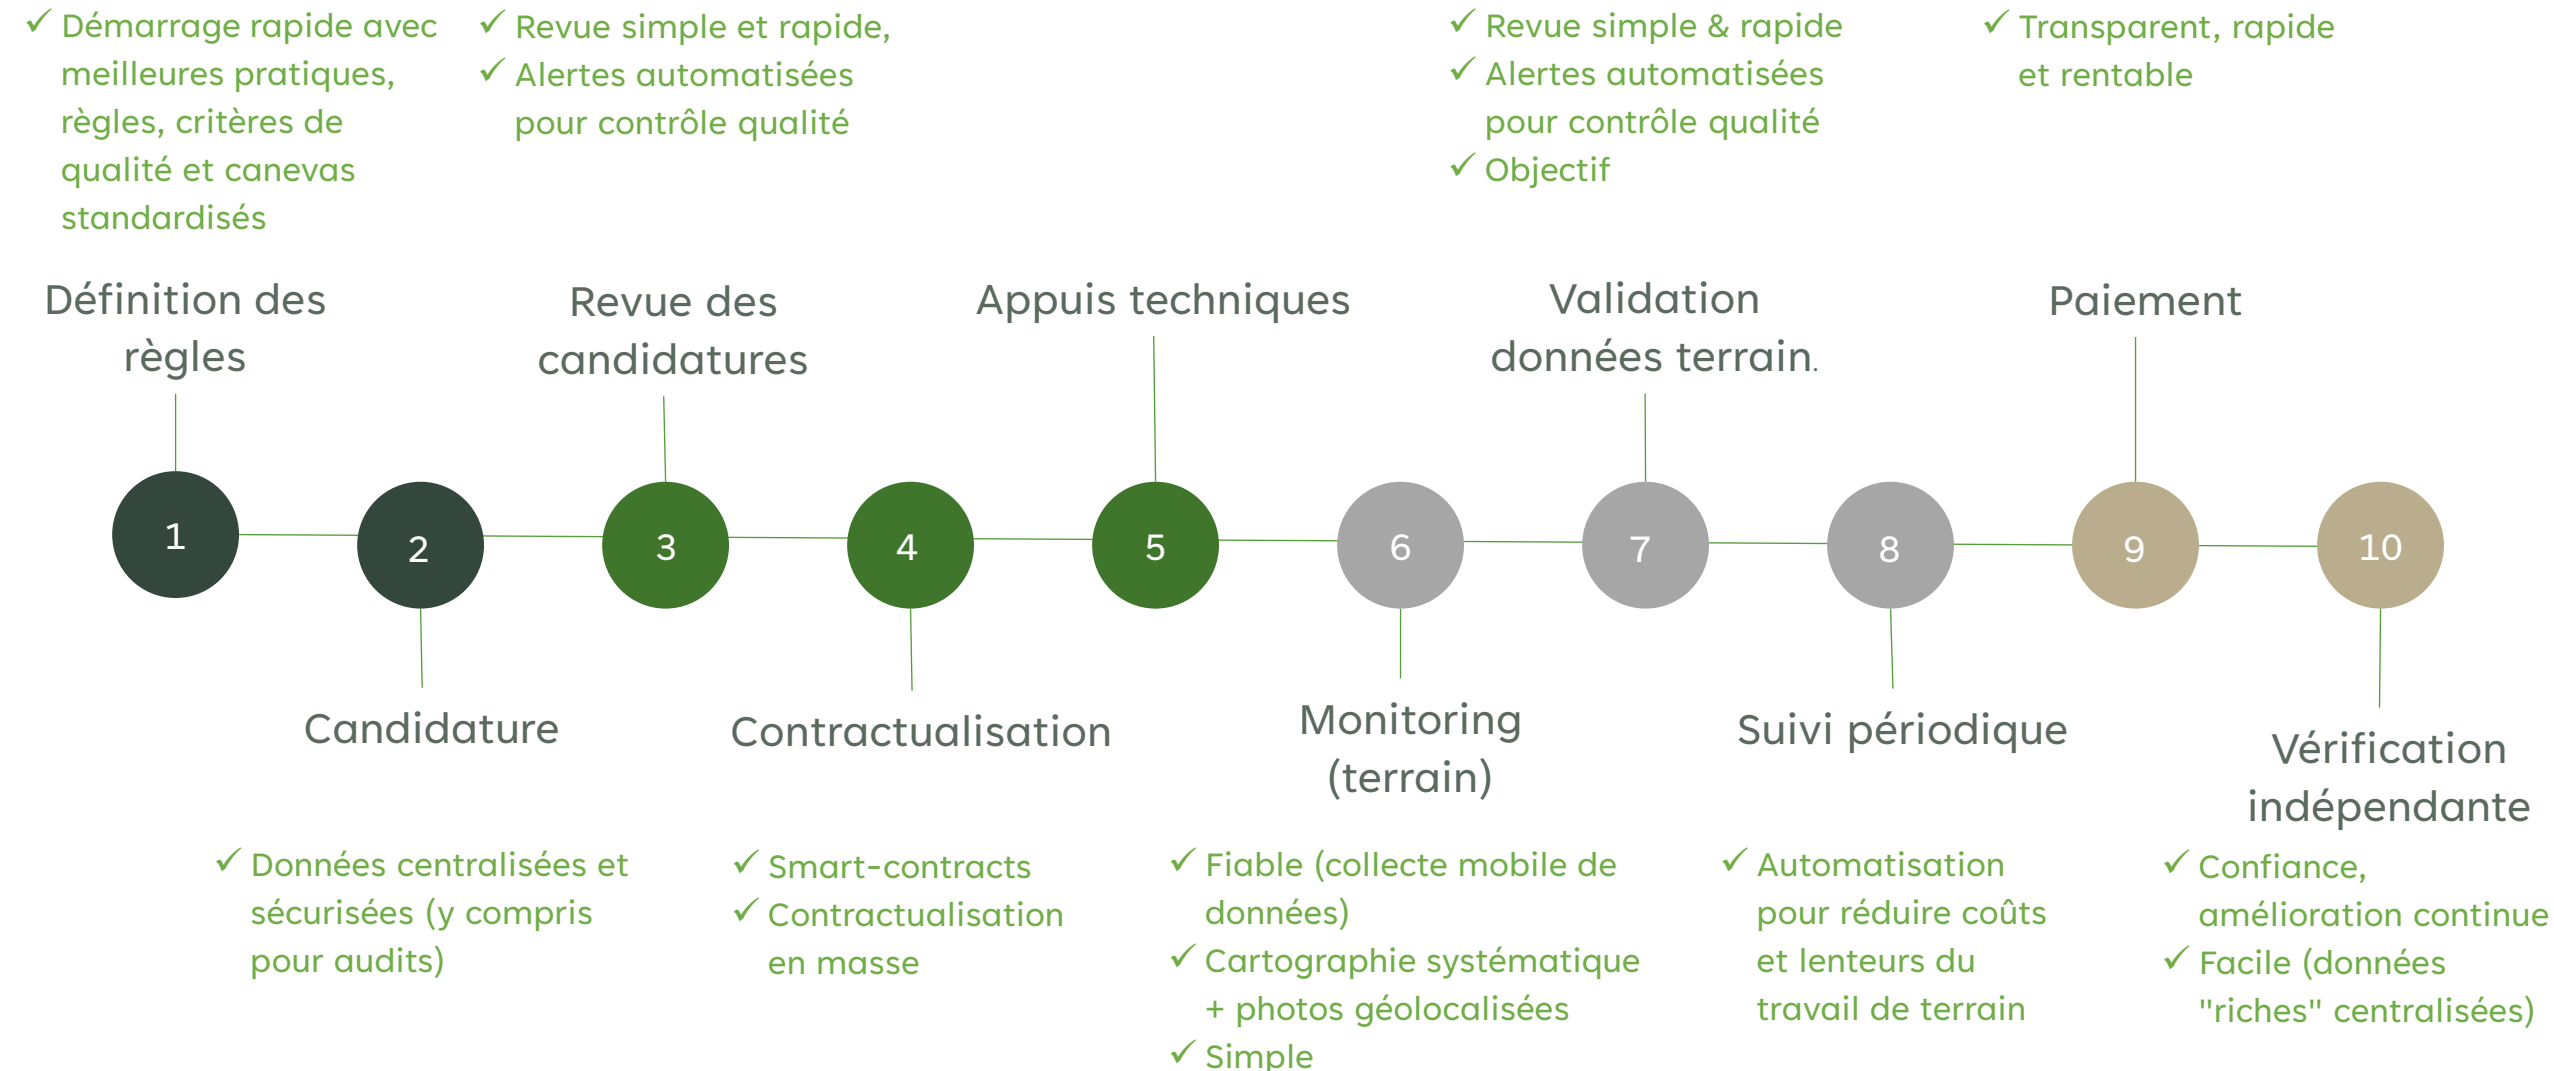 ✓ Démarrage rapide avec
meilleures pratiques,
règles, critères de
qualité et canevas
standardisés
✓ Revue simple et rapide,
✓ Alertes automatisées
pour contrôle qualité
✓ Revue simple & rapide
✓ Alertes automatisées
pour contrôle qualité
✓ Objectif
✓ Transparent, rapide
et rentable
Définition des
règles
Revue des
candidatures
Appuis techniques
Validation
données terrain.
Paiement
1
2
3
4
5
6
7
8
9
10
Candidature
Contractualisation
Monitoring
(terrain)
Suivi périodique
Vérification
indépendante
✓ Données centralisées et
sécurisées (y compris
pour audits)
✓ Smart-contracts
✓ Contractualisation
en masse
✓ Fiable (collecte mobile de
données)
✓ Cartographie systématique
+ photos géolocalisées
✓ Simple
✓ Automatisation
pour réduire coûts
et lenteurs du
travail de terrain
✓ Confiance,
amélioration continue
✓ Facile (données
"riches" centralisées)